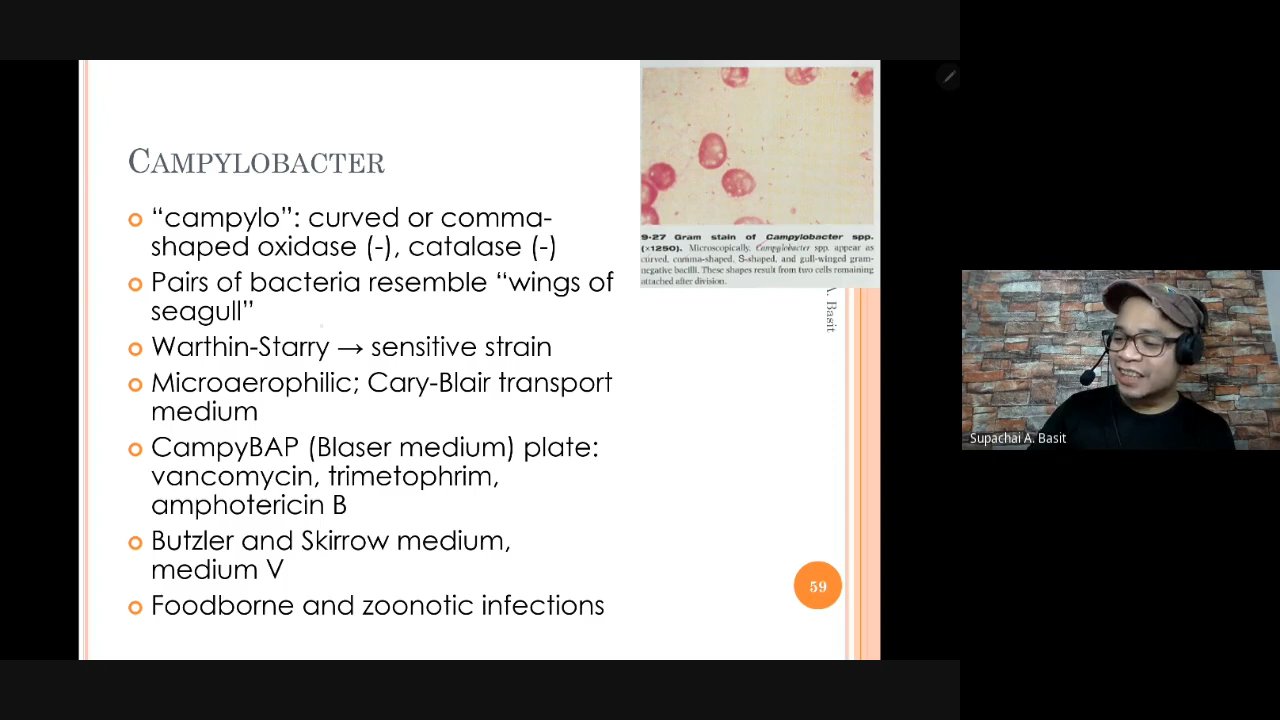 CAMPYLOBACTER
"campylo": curved or comma-
shaped oxidase (-), catalase (-)
Pairs of bacteria resemble "wings of
seagull"
Warthin-Starry → sensitive strain
Microaerophilic; Cary-Blair transport
medium
CampyBAP (Blaser medium) plate:
vancomycin, trimetophrim,
amphotericin B
Butzler and Skirrow medium,
medium V
Foodborne and zoonotic infections
9-27 Gram stain of Campylobacter spp.
(×1250). Microscopically, Campylobacter spp. appear as
curved, comma-shaped, S-shaped, and gull-winged gram-
negative bacilli. These shapes result from two cells remaining
attached after division.
A. Basit
59
Supachai A. Basit